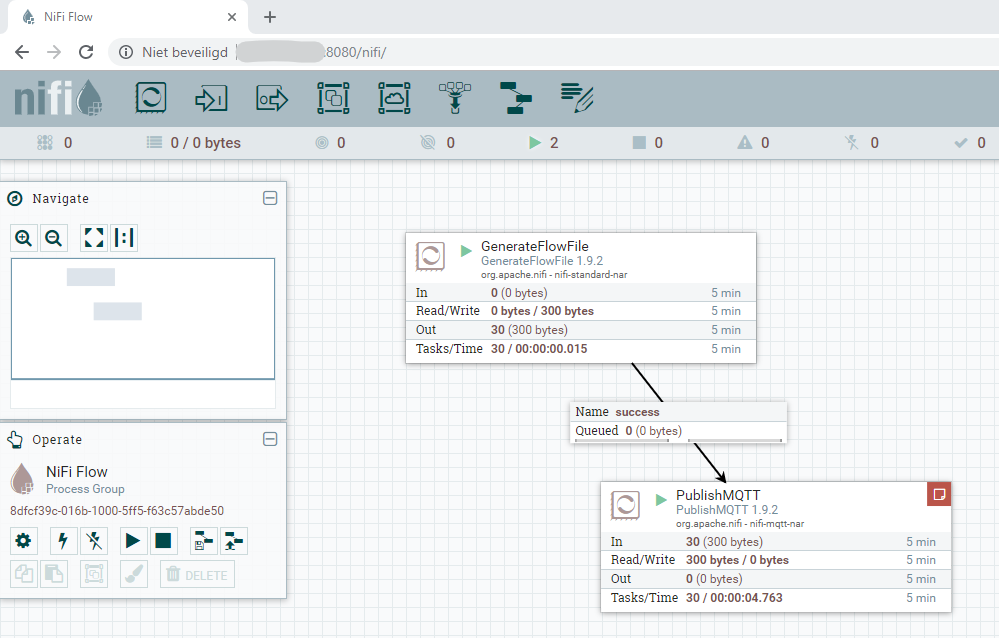 NiFi Flow
Niet beveiligd :8080/nifi/
nifi
0 0 / 0 bytes 0 0 2 0 0 0 0
Navigate
Operate
NiFi Flow
Process Group
8dfcf39c-016b-1000-5ff5-f63c57abde50
DELETE
GenerateFlowFile
GenerateFlowFile 1.9.2
org.apache.nifi - nifi-standard-nar
In 0 (0 bytes) 5 min
Read/Write 0 bytes / 300 bytes 5 min
Out 30 (300 bytes) 5 min
Tasks/Time 30 / 00:00:00.015 5 min
Name success
Queued 0 (0 bytes)
PublishMQTT
PublishMQTT 1.9.2
org.apache.nifi - nifi-mqtt-nar
In 30 (300 bytes) 5 min
Read/Write 300 bytes / 0 bytes 5 min
Out 0 (0 bytes) 5 min
Tasks/Time 30 / 00:00:04.763 5 min